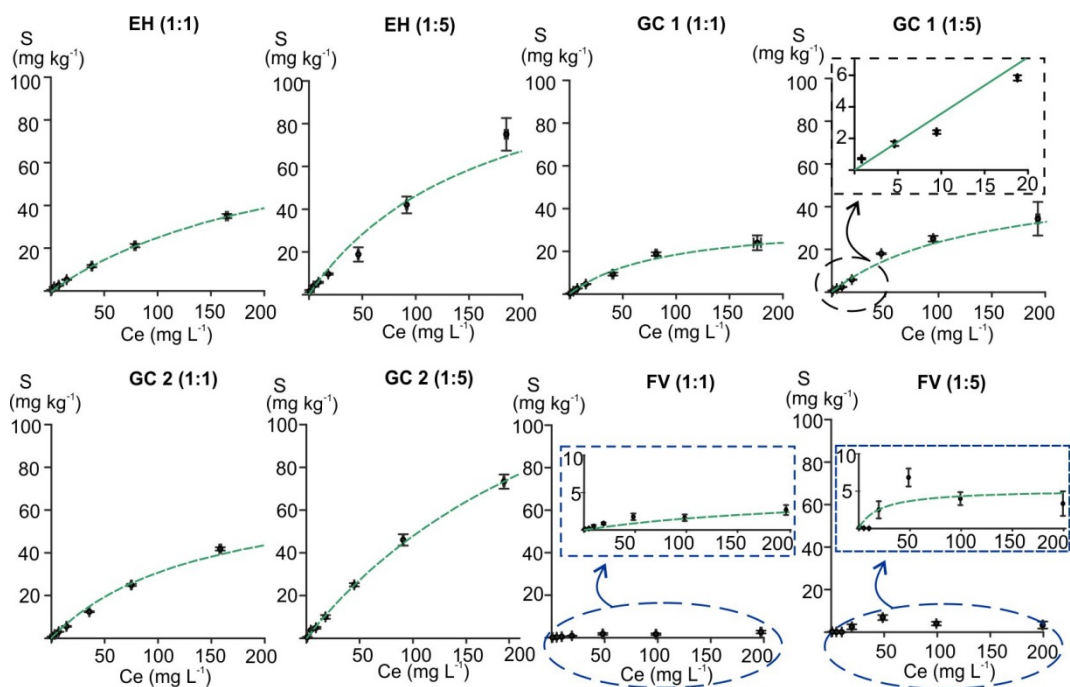 EH (1:1)
S
(mg kg⁻¹)
100
80
60
40
20
50
100
150
200
Ce (mg L⁻¹)
EH (1:5)
S
(mg kg⁻¹)
100
80
60
40
20
50
100
150
200
Ce (mg L⁻¹)
GC 1 (1:1)
S
(mg kg⁻¹)
100
80
60
40
20
50
100
150
200
Ce (mg L⁻¹)
GC 1 (1:5)
S
(mg kg⁻¹)
100
80
60
40
20
50
100
150
200
Ce (mg L⁻¹)
6
4
2
5
10
15
20
GC 2 (1:1)
S
(mg kg⁻¹)
100
80
60
40
20
50
100
150
200
Ce (mg L⁻¹)
GC 2 (1:5)
S
(mg kg⁻¹)
100
80
60
40
20
50
100
150
200
Ce (mg L⁻¹)
FV (1:1)
S
(mg kg⁻¹)
100
80
60
40
20
50
100
150
200
Ce (mg L⁻¹)
10
5
50
100
150
200
FV (1:5)
S
(mg kg⁻¹)
100
80
60
40
20
50
100
150
200
Ce (mg L⁻¹)
10
5
50
100
150
200